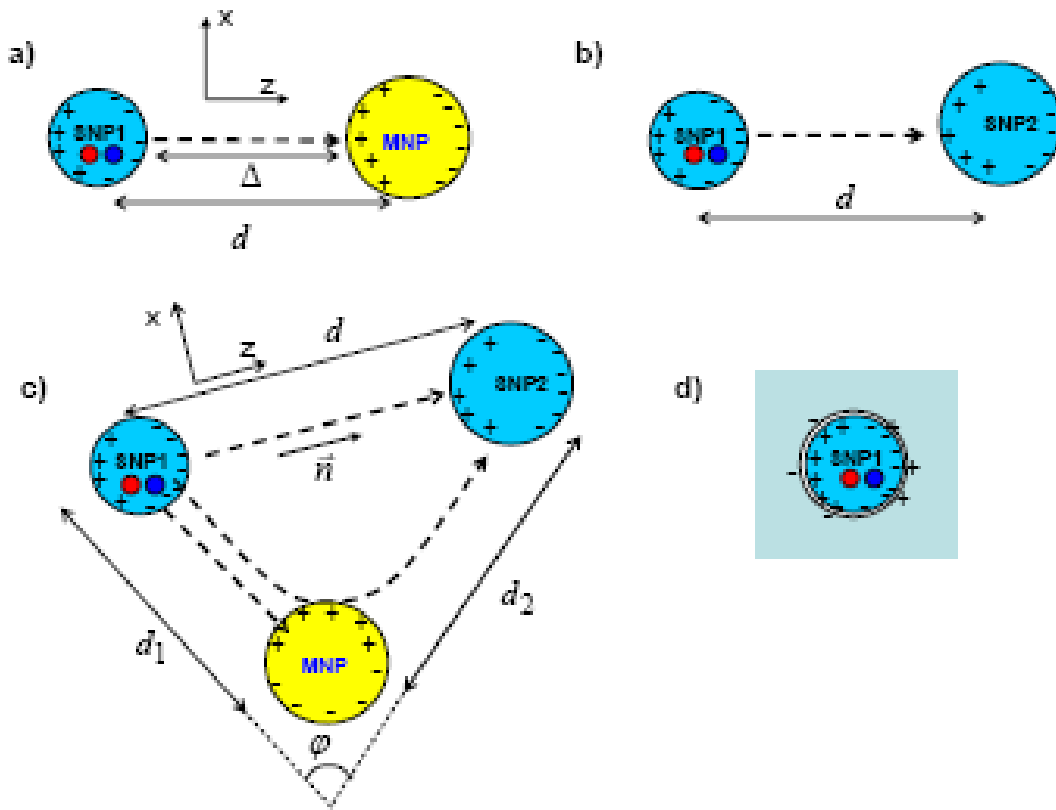 a)
x
z
SNP1
MNP
Δ
d
b)
SNP1
SNP2
d
c)
x
z
d
SNP1
SNP2
n⃗
d₁
d₂
MNP
φ
d)
SNP1